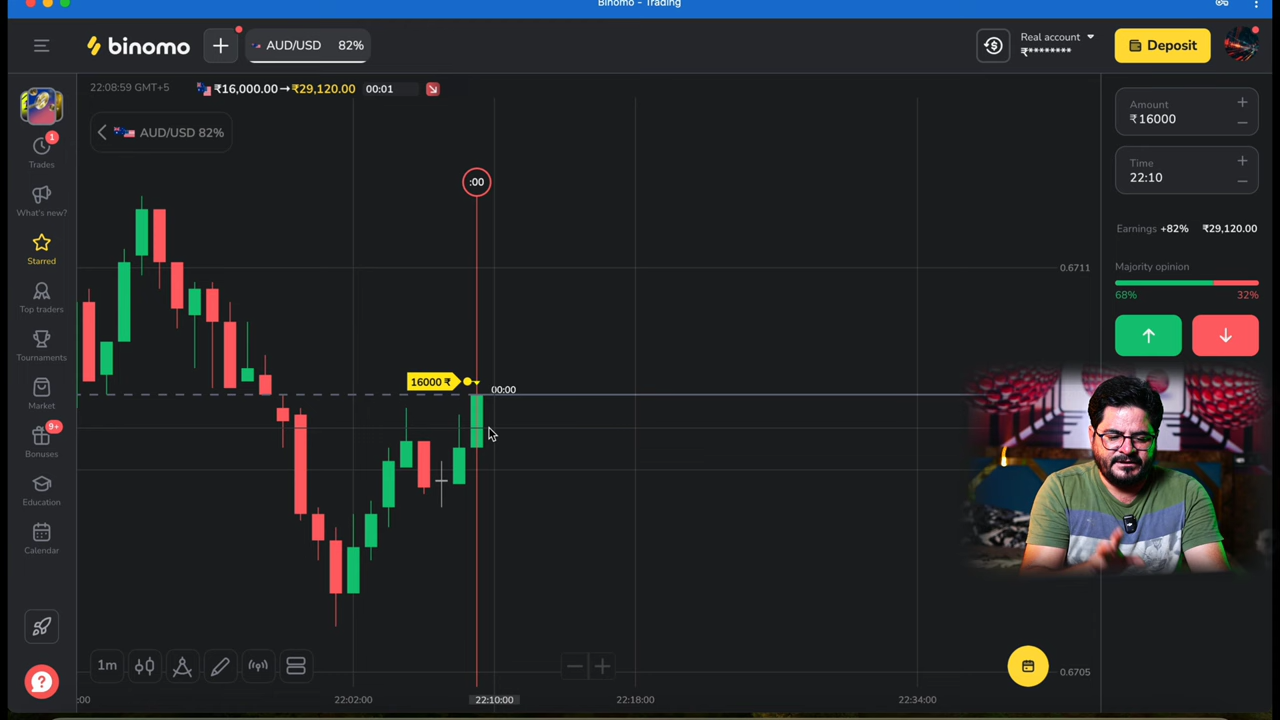 Binomo - Trading
binomo
AUD/USD 82%
Real account
₹********
Deposit
22:08:59 GMT+5
₹16,000.00→₹29,120.00 00:01
AUD/USD 82%
1
Trades
What's new?
Starred
Top traders
Tournaments
Market
9+
Bonuses
Education
Calendar
:00
16000 ₹
00:00
0.6711
0.6705
Amount
₹16000
Time
22:10
Earnings +82% ₹29,120.00
Majority opinion
68% 32%
1m
:00 22:02:00 22:10:00 22:18:00 22:34:00